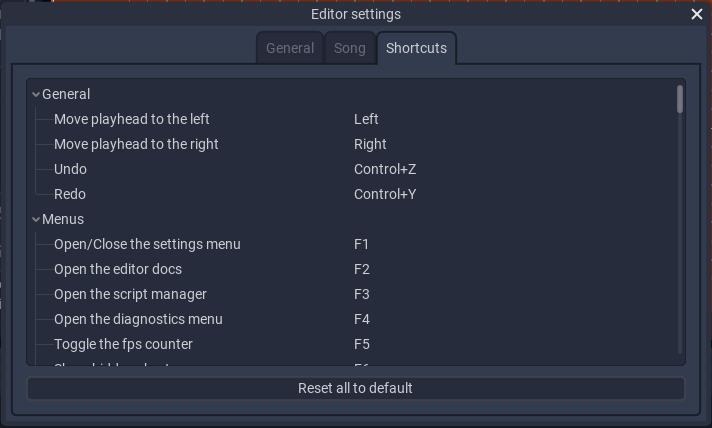 Editor settings
General Song Shortcuts
General
Move playhead to the left Left
Move playhead to the right Right
Undo Control+Z
Redo Control+Y
Menus
Open/Close the settings menu F1
Open the editor docs F2
Open the script manager F3
Open the diagnostics menu F4
Toggle the fps counter F5
Reset all to default